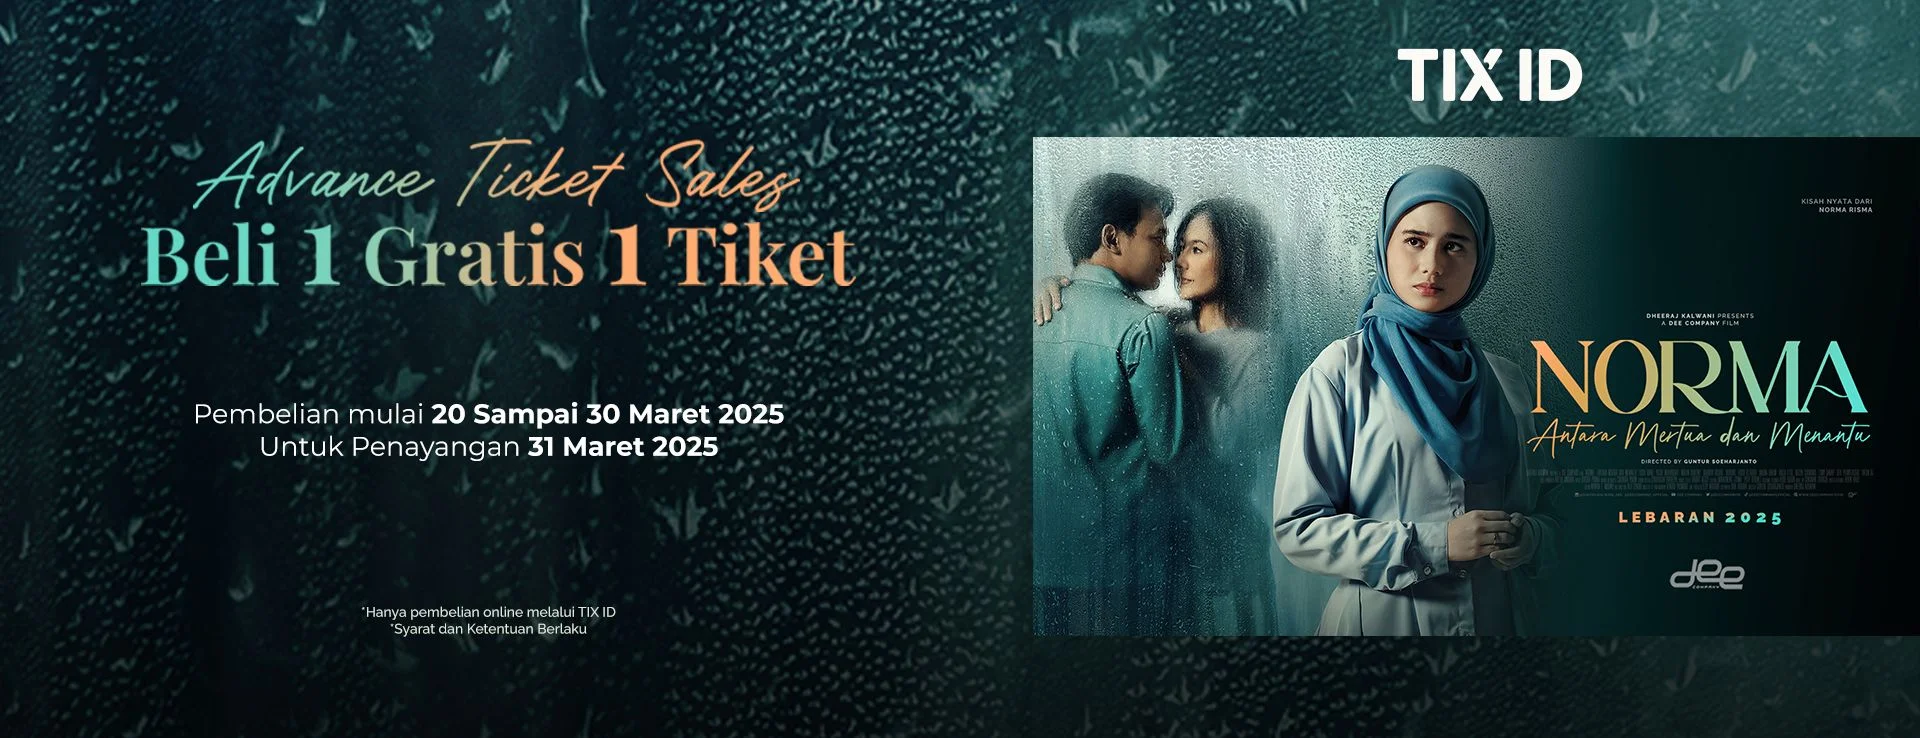 Advance Ticket Sales
Beli 1 Gratis 1 Tiket
Pembelian mulai 20 Sampai 30 Maret 2025
Untuk Penayangan 31 Maret 2025
*Hanya pembelian online melalui TIX ID
*Syarat dan Ketentuan Berlaku
TIX ID
KISAH NYATA DARI
NORMA RISMA
DHEERAJ KALWANI PRESENTS
A DEE COMPANY FILM
NORMA
Antara Mertua dan Menantu
DIRECTED BY GUNTUR SOEHARJANTO
LEBARAN 2025
dee
COMPANY